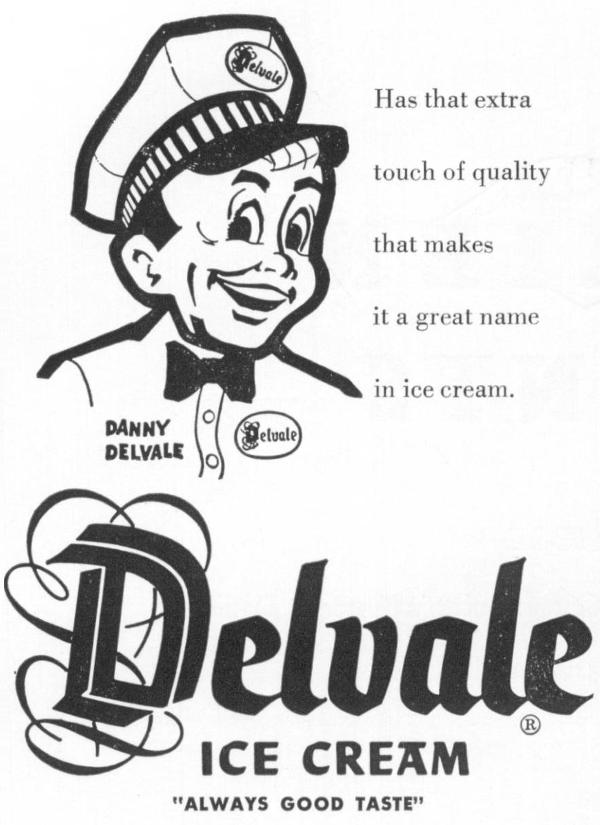 Delvale
Has that extra
touch of quality
that makes
it a great name
in ice cream.
DANNY
DELVALE
Delvale
Delvale
®
ICE CREAM
"ALWAYS GOOD TASTE"